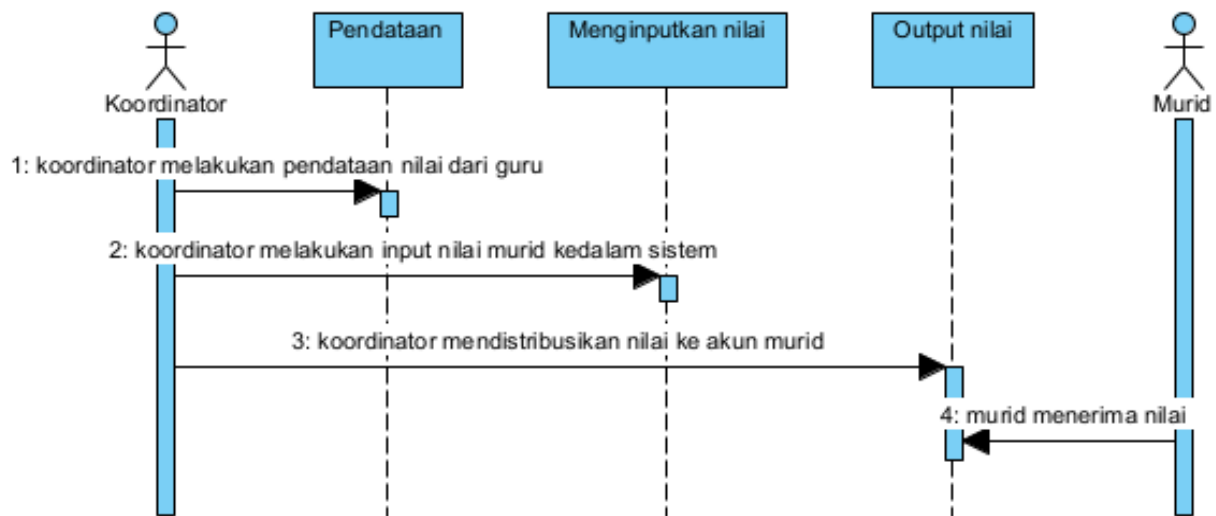 Pendataan
Menginputkan nilai
Output nilai
Koordinator
Murid
1: koordinator melakukan pendataan nilai dari guru
2: koordinator melakukan input nilai murid kedalam sistem
3: koordinator mendistribusikan nilai ke akun murid
4: murid menerima nilai